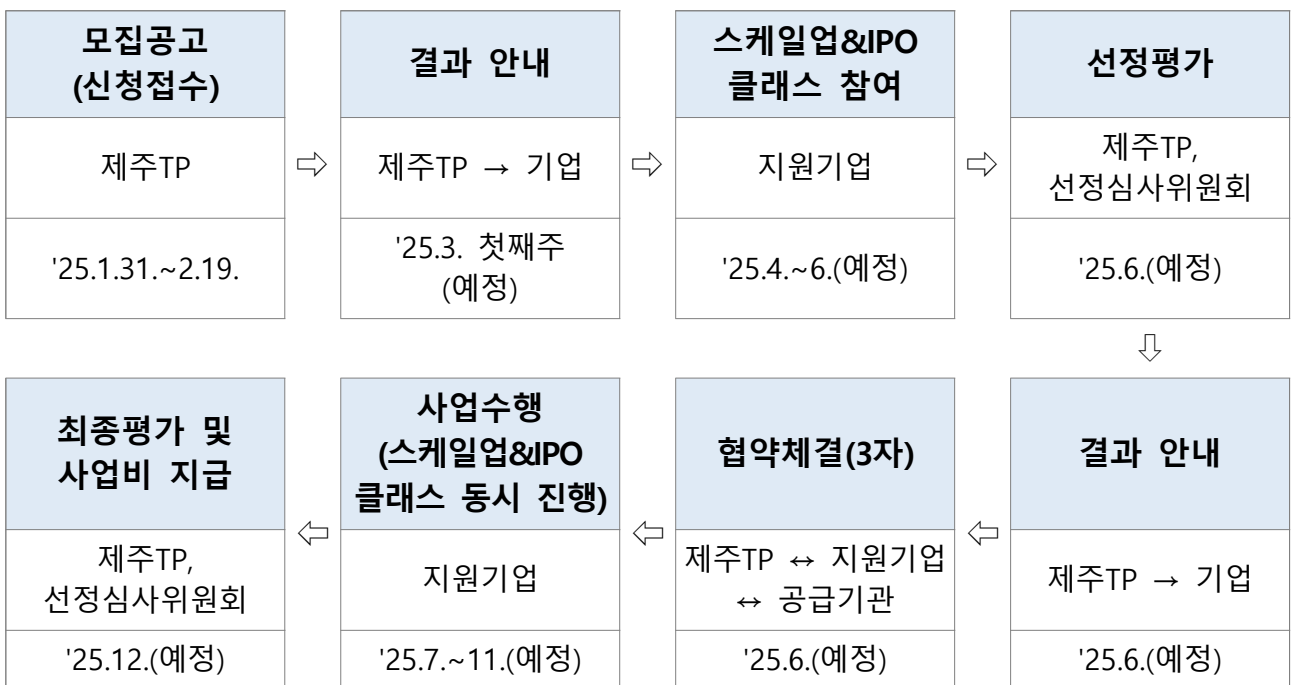 모집공고
(신청접수)
제주TP
'25.1.31.~2.19.
⇨
결과 안내
제주TP → 기업
'25.3. 첫째주
(예정)
⇨
스케일업&IPO
클래스 참여
지원기업
'25.4.~6.(예정)
⇨
선정평가
제주TP,
선정심사위원회
'25.6.(예정)
⇩
결과 안내
제주TP → 기업
'25.6.(예정)
⇦
협약체결(3자)
제주TP ↔ 지원기업
↔ 공급기관
'25.6.(예정)
⇦
사업수행
(스케일업&IPO
클래스 동시 진행)
지원기업
'25.7.~11.(예정)
⇦
최종평가 및
사업비 지급
제주TP,
선정심사위원회
'25.12.(예정)